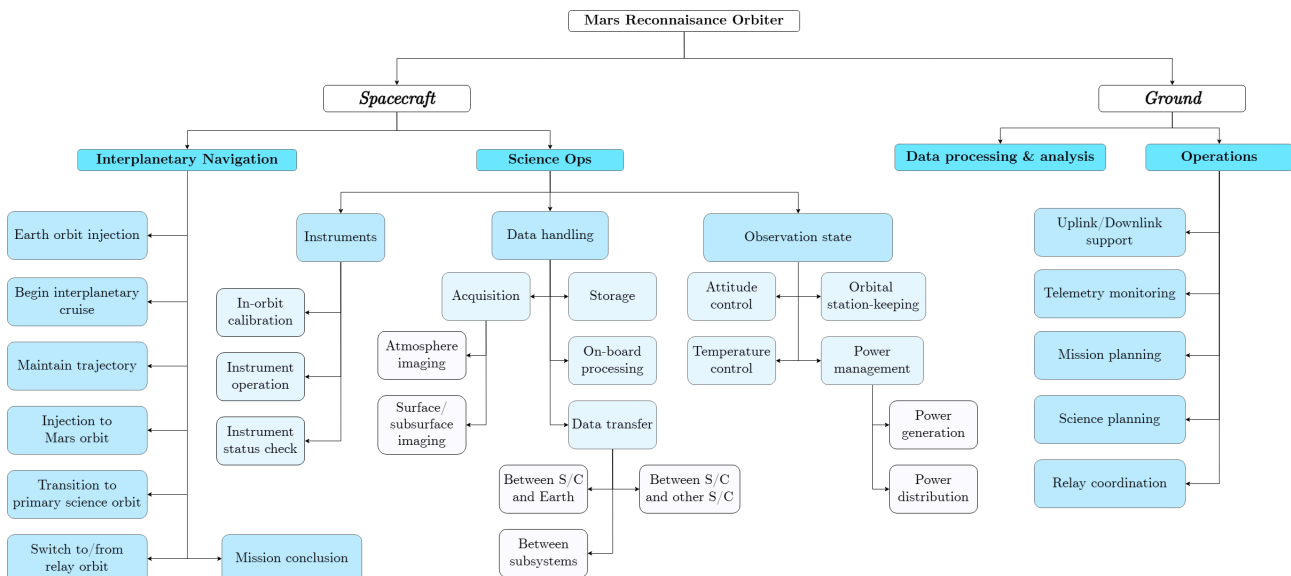 Mars Reconnaisance Orbiter
Spacecraft
Ground
Interplanetary Navigation
Science Ops
Data processing & analysis
Operations
Earth orbit injection
Begin interplanetary
cruise
Maintain trajectory
Injection to
Mars orbit
Transition to
primary science orbit
Switch to/from
relay orbit
Mission conclusion
Instruments
In-orbit
calibration
Instrument
operation
Instrument
status check
Data handling
Acquisition
Atmosphere
imaging
Surface/
subsurface
imaging
Storage
On-board
processing
Data transfer
Between S/C
and Earth
Between S/C
and other S/C
Between
subsystems
Observation state
Attitude
control
Orbital
station-keeping
Temperature
control
Power
management
Power
generation
Power
distribution
Uplink/Downlink
support
Telemetry monitoring
Mission planning
Science planning
Relay coordination